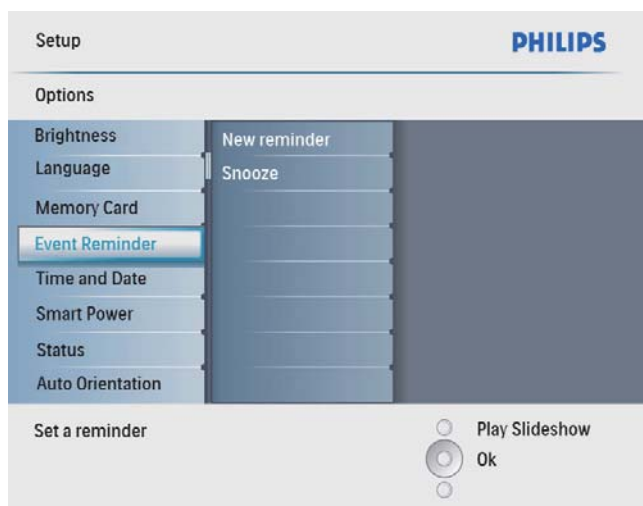 Setup
PHILIPS
Options
Brightness
Language
Memory Card
Event Reminder
Time and Date
Smart Power
Status
Auto Orientation
New reminder
Snooze
Set a reminder
Play Slideshow
Ok